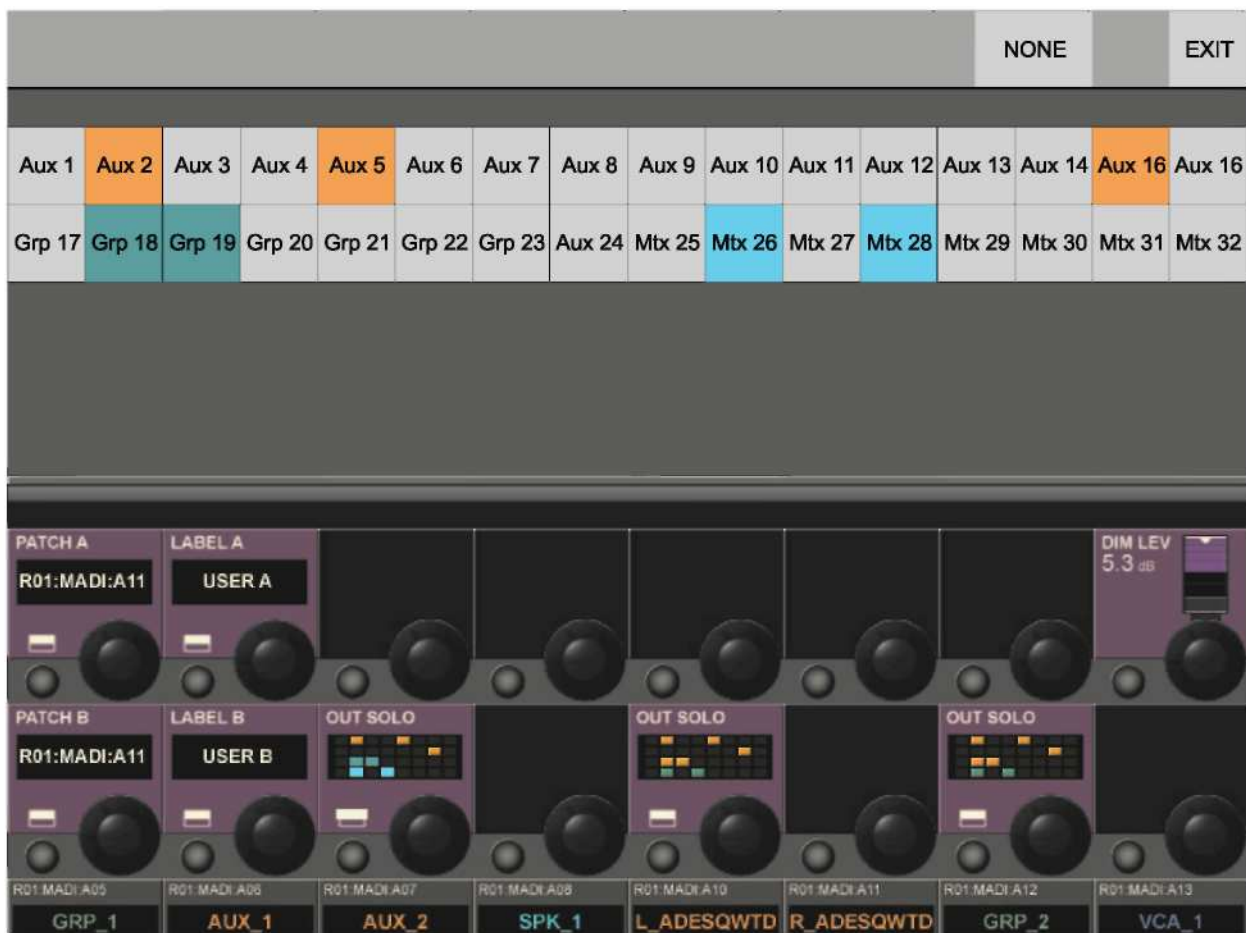 NONE EXIT
Aux 1 Aux 2 Aux 3 Aux 4 Aux 5 Aux 6 Aux 7 Aux 8 Aux 9 Aux 10 Aux 11 Aux 12 Aux 13 Aux 14 Aux 16 Aux 16
Grp 17 Grp 18 Grp 19 Grp 20 Grp 21 Grp 22 Grp 23 Aux 24 Mtx 25 Mtx 26 Mtx 27 Mtx 28 Mtx 29 Mtx 30 Mtx 31 Mtx 32
PATCH A LABEL A DIM LEV
5.3 dB
R01:MADI:A11 USER A
PATCH B LABEL B OUT SOLO OUT SOLO OUT SOLO
R01:MADI:A11 USER B
R01:MADI:A05 R01:MADI:A06 R01:MADI:A07 R01:MADI:A08 R01:MADI:A10 R01:MADI:A11 R01:MADI:A12 R01:MADI:A13
GRP_1 AUX_1 AUX_2 SPK_1 L_ADESQWTD R_ADESQWTD GRP_2 VCA_1